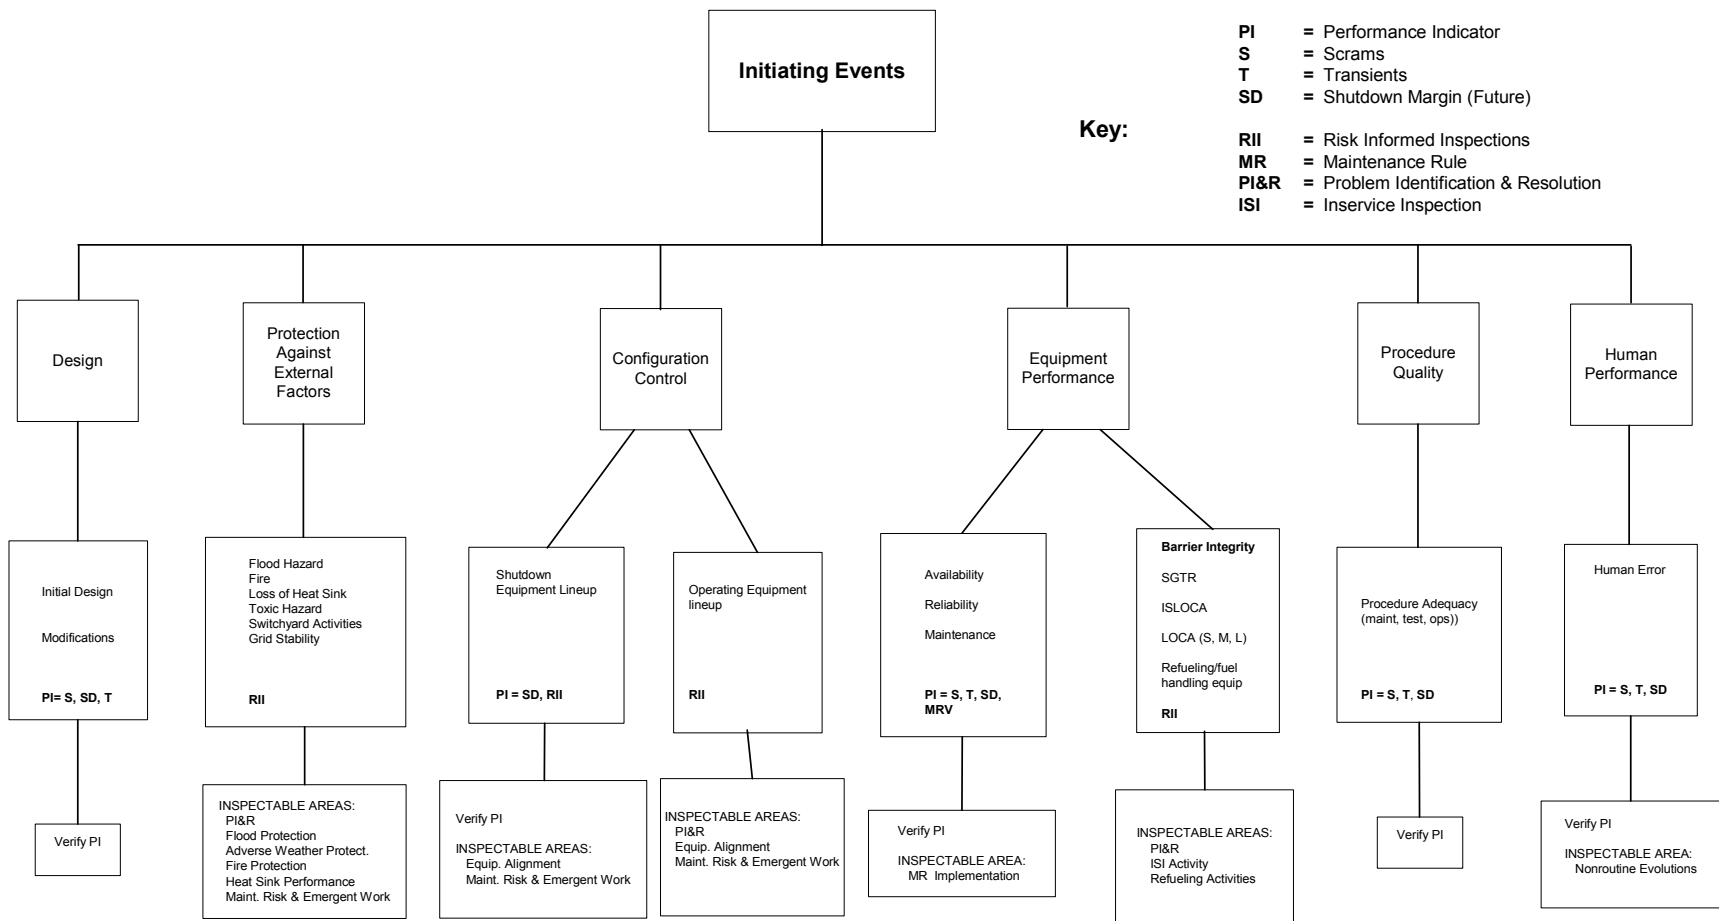 Initiating Events
Key:
PI = Performance Indicator
S = Scrams
T = Transients
SD = Shutdown Margin (Future)
RII = Risk Informed Inspections
MR = Maintenance Rule
PI&R = Problem Identification & Resolution
ISI = Inservice Inspection
Design
Protection
Against
External
Factors
Configuration
Control
Equipment
Performance
Procedure
Quality
Human
Performance
Initial Design
Modifications
PI= S, SD, T
Flood Hazard
Fire
Loss of Heat Sink
Toxic Hazard
Switchyard Activities
Grid Stability
RII
Shutdown
Equipment Lineup
PI = SD, RII
Operating Equipment
lineup
RII
Availability
Reliability
Maintenance
PI = S, T, SD,
MRV
Barrier Integrity
SGTR
ISLOCA
LOCA (S, M, L)
Refueling/fuel
handling equip
RII
Procedure Adequacy
(maint, test, ops))
PI = S, T, SD
Human Error
PI = S, T, SD
Verify PI
INSPECTABLE AREAS:
PI&R
Flood Protection
Adverse Weather Protect.
Fire Protection
Heat Sink Performance
Maint. Risk & Emergent Work
Verify PI
INSPECTABLE AREAS:
Equip. Alignment
Maint. Risk & Emergent Work
INSPECTABLE AREAS:
PI&R
Equip. Alignment
Maint. Risk & Emergent Work
Verify PI
INSPECTABLE AREA:
MR Implementation
INSPECTABLE AREAS:
PI&R
ISI Activity
Refueling Activities
Verify PI
Verify PI
INSPECTABLE AREA:
Nonroutine Evolutions